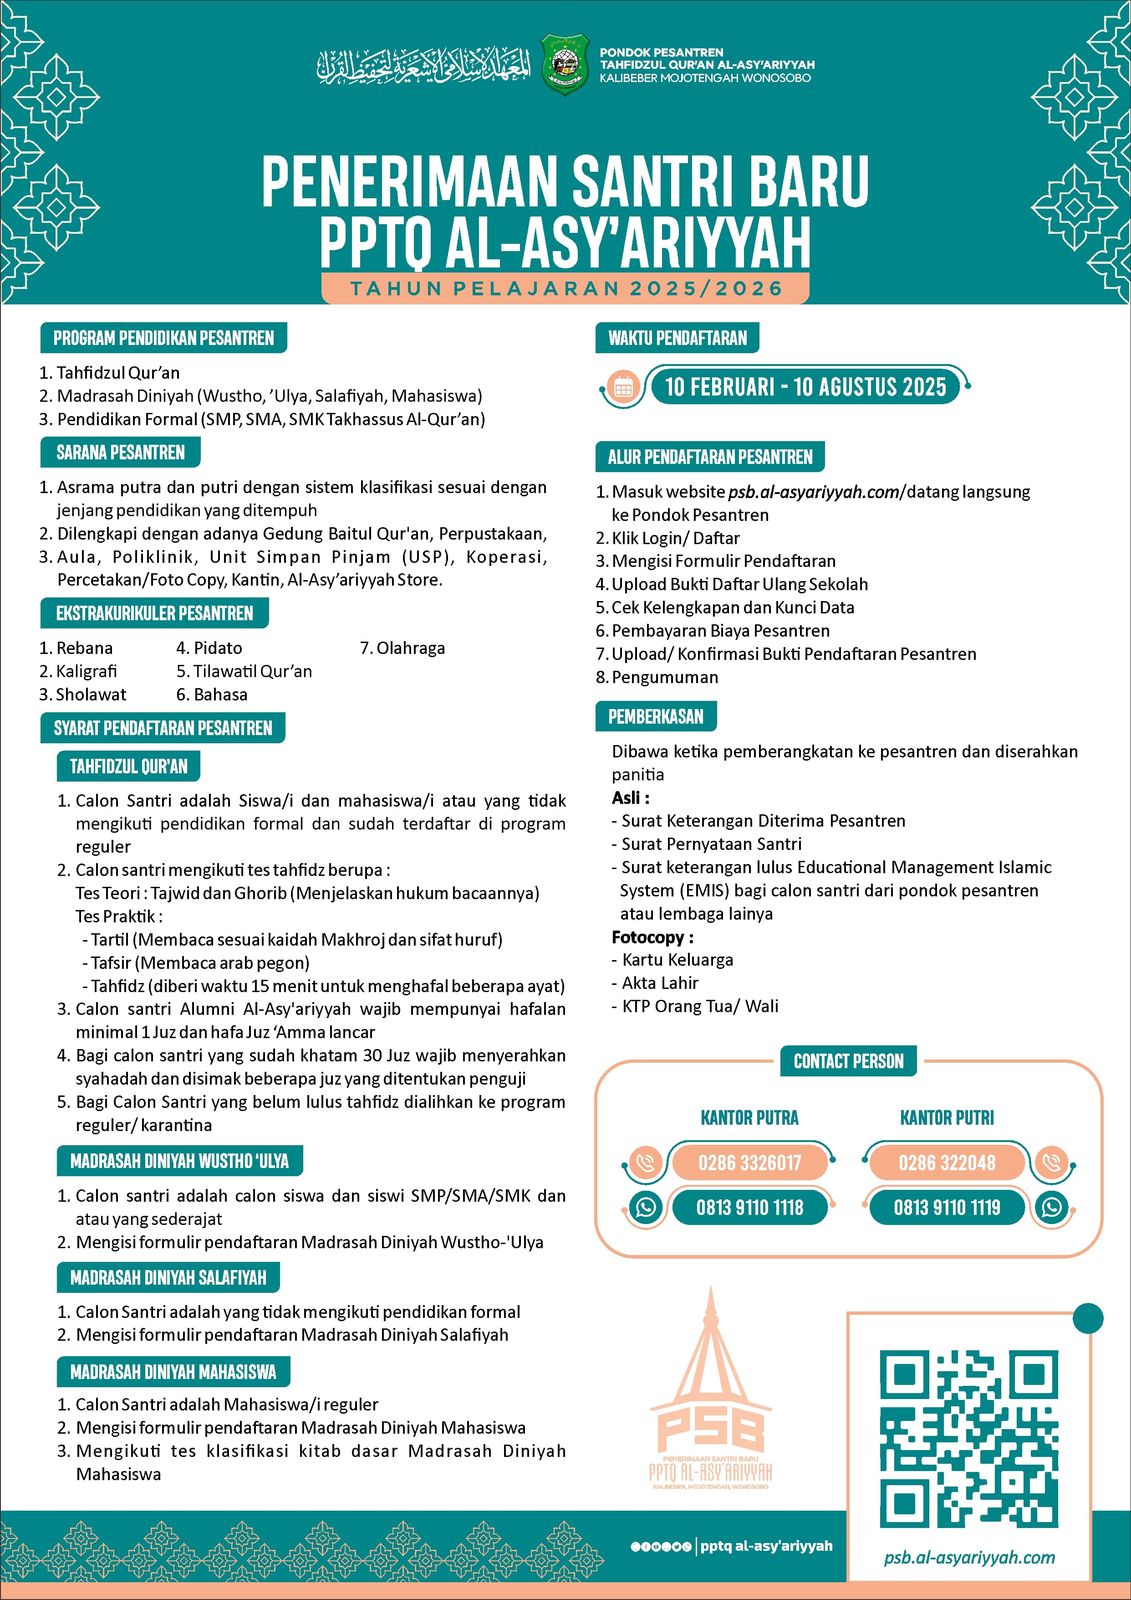 المعهد الإسلامي الأشعرية لتحفيظ القرآن
PONDOK PESANTREN
TAHFIDZUL QUR'AN AL-ASY'ARIYYAH
KALIBEBER MOJOTENGAH WONOSOBO
PENERIMAAN SANTRI BARU
PPTQ AL-ASY'ARIYYAH
TAHUN PELAJARAN 2025/2026
PROGRAM PENDIDIKAN PESANTREN
1. Tahfidzul Qur'an
2. Madrasah Diniyah (Wustho, 'Ulya, Salafiyah, Mahasiswa)
3. Pendidikan Formal (SMP, SMA, SMK Takhassus Al-Qur'an)
SARANA PESANTREN
1. Asrama putra dan putri dengan sistem klasifikasi sesuai dengan
jenjang pendidikan yang ditempuh
2. Dilengkapi dengan adanya Gedung Baitul Qur'an, Perpustakaan,
3. Aula, Poliklinik, Unit Simpan Pinjam (USP), Koperasi,
Percetakan/Foto Copy, Kantin, Al-Asy'ariyyah Store.
EKSTRAKURIKULER PESANTREN
1. Rebana
2. Kaligrafi
3. Sholawat
4. Pidato
5. Tilawatil Qur'an
6. Bahasa
7. Olahraga
SYARAT PENDAFTARAN PESANTREN
TAHFIDZUL QUR'AN
1. Calon Santri adalah Siswa/i dan mahasiswa/i atau yang tidak
mengikuti pendidikan formal dan sudah terdaftar di program
reguler
2. Calon santri mengikuti tes tahfidz berupa :
Tes Teori : Tajwid dan Ghorib (Menjelaskan hukum bacaannya)
Tes Praktik :
- Tartil (Membaca sesuai kaidah Makhroj dan sifat huruf)
- Tafsir (Membaca arab pegon)
- Tahfidz (diberi waktu 15 menit untuk menghafal beberapa ayat)
3. Calon santri Alumni Al-Asy'ariyyah wajib mempunyai hafalan
minimal 1 Juz dan hafa Juz 'Amma lancar
4. Bagi calon santri yang sudah khatam 30 Juz wajib menyerahkan
syahadah dan disimak beberapa juz yang ditentukan penguji
5. Bagi Calon Santri yang belum lulus tahfidz dialihkan ke program
reguler/ karantina
MADRASAH DINIYAH WUSTHO 'ULYA
1. Calon santri adalah calon siswa dan siswi SMP/SMA/SMK dan
atau yang sederajat
2. Mengisi formulir pendaftaran Madrasah Diniyah Wustho-'Ulya
MADRASAH DINIYAH SALAFIYAH
1. Calon Santri adalah yang tidak mengikuti pendidikan formal
2. Mengisi formulir pendaftaran Madrasah Diniyah Salafiyah
MADRASAH DINIYAH MAHASISWA
1. Calon Santri adalah Mahasiswa/i reguler
2. Mengisi formulir pendaftaran Madrasah Diniyah Mahasiswa
3. Mengikuti tes klasifikasi kitab dasar Madrasah Diniyah
Mahasiswa
WAKTU PENDAFTARAN
10 FEBRUARI - 10 AGUSTUS 2025
ALUR PENDAFTARAN PESANTREN
1. Masuk website psb.al-asyariyyah.com/datang langsung
ke Pondok Pesantren
2. Klik Login/ Daftar
3. Mengisi Formulir Pendaftaran
4. Upload Bukti Daftar Ulang Sekolah
5. Cek Kelengkapan dan Kunci Data
6. Pembayaran Biaya Pesantren
7. Upload/ Konfirmasi Bukti Pendaftaran Pesantren
8. Pengumuman
PEMBERKASAN
Dibawa ketika pemberangkatan ke pesantren dan diserahkan
panitia
Asli :
- Surat Keterangan Diterima Pesantren
- Surat Pernyataan Santri
- Surat keterangan lulus Educational Management Islamic
System (EMIS) bagi calon santri dari pondok pesantren
atau lembaga lainya
Fotocopy :
- Kartu Keluarga
- Akta Lahir
- KTP Orang Tua/ Wali
CONTACT PERSON
KANTOR PUTRA
0286 3326017
0813 9110 1118
KANTOR PUTRI
0286 322048
0813 9110 1119
PSB
PENERIMAAN SANTRI BARU
PPTQ AL-ASY'ARIYYAH
KALIBEBER, MOJOTENGAH, WONOSOBO
pptq al-asy'ariyyah
psb.al-asyariyyah.com